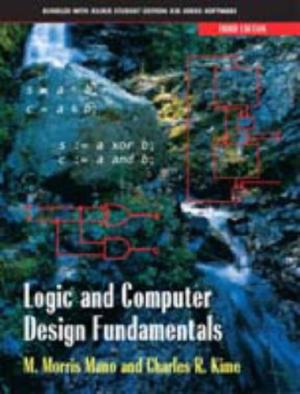 BUNDLED WITH XILINX STUDENT EDITION 4.2i SERIES SOFTWARE
THIRD EDITION
s = a ^ b;
c = a & b;
s := a xor b;
c := a and b;
Logic and Computer
Design Fundamentals
M. Morris Mano and Charles R. Kime